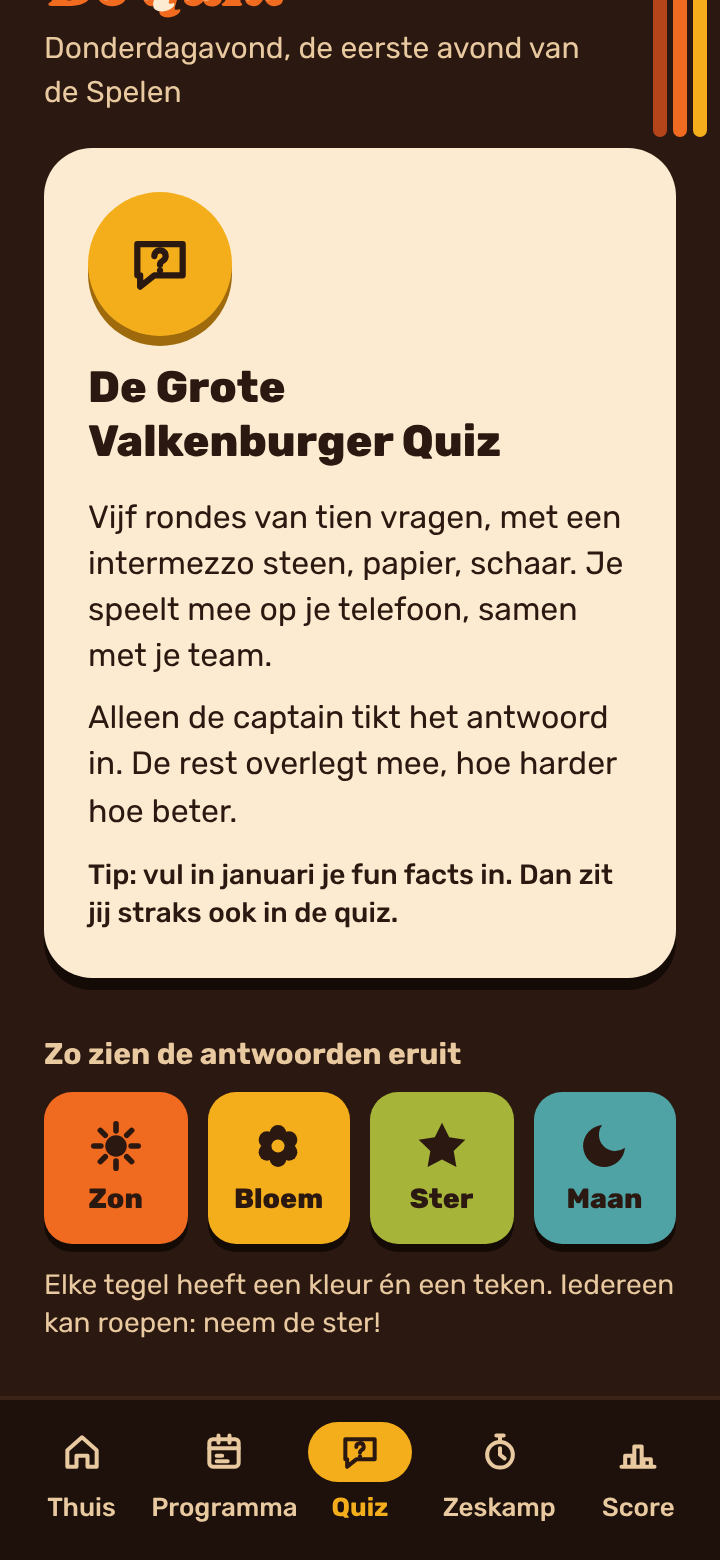 Donderdagavond, de eerste avond van
de Spelen
De Grote
Valkenburger Quiz
Vijf rondes van tien vragen, met een
intermezzo steen, papier, schaar. Je
speelt mee op je telefoon, samen
met je team.
Alleen de captain tikt het antwoord
in. De rest overlegt mee, hoe harder
hoe beter.
Tip: vul in januari je fun facts in. Dan zit
jij straks ook in de quiz.
Zo zien de antwoorden eruit
Zon Bloem Ster Maan
Elke tegel heeft een kleur én een teken. Iedereen
kan roepen: neem de ster!
Thuis Programma Quiz Zeskamp Score